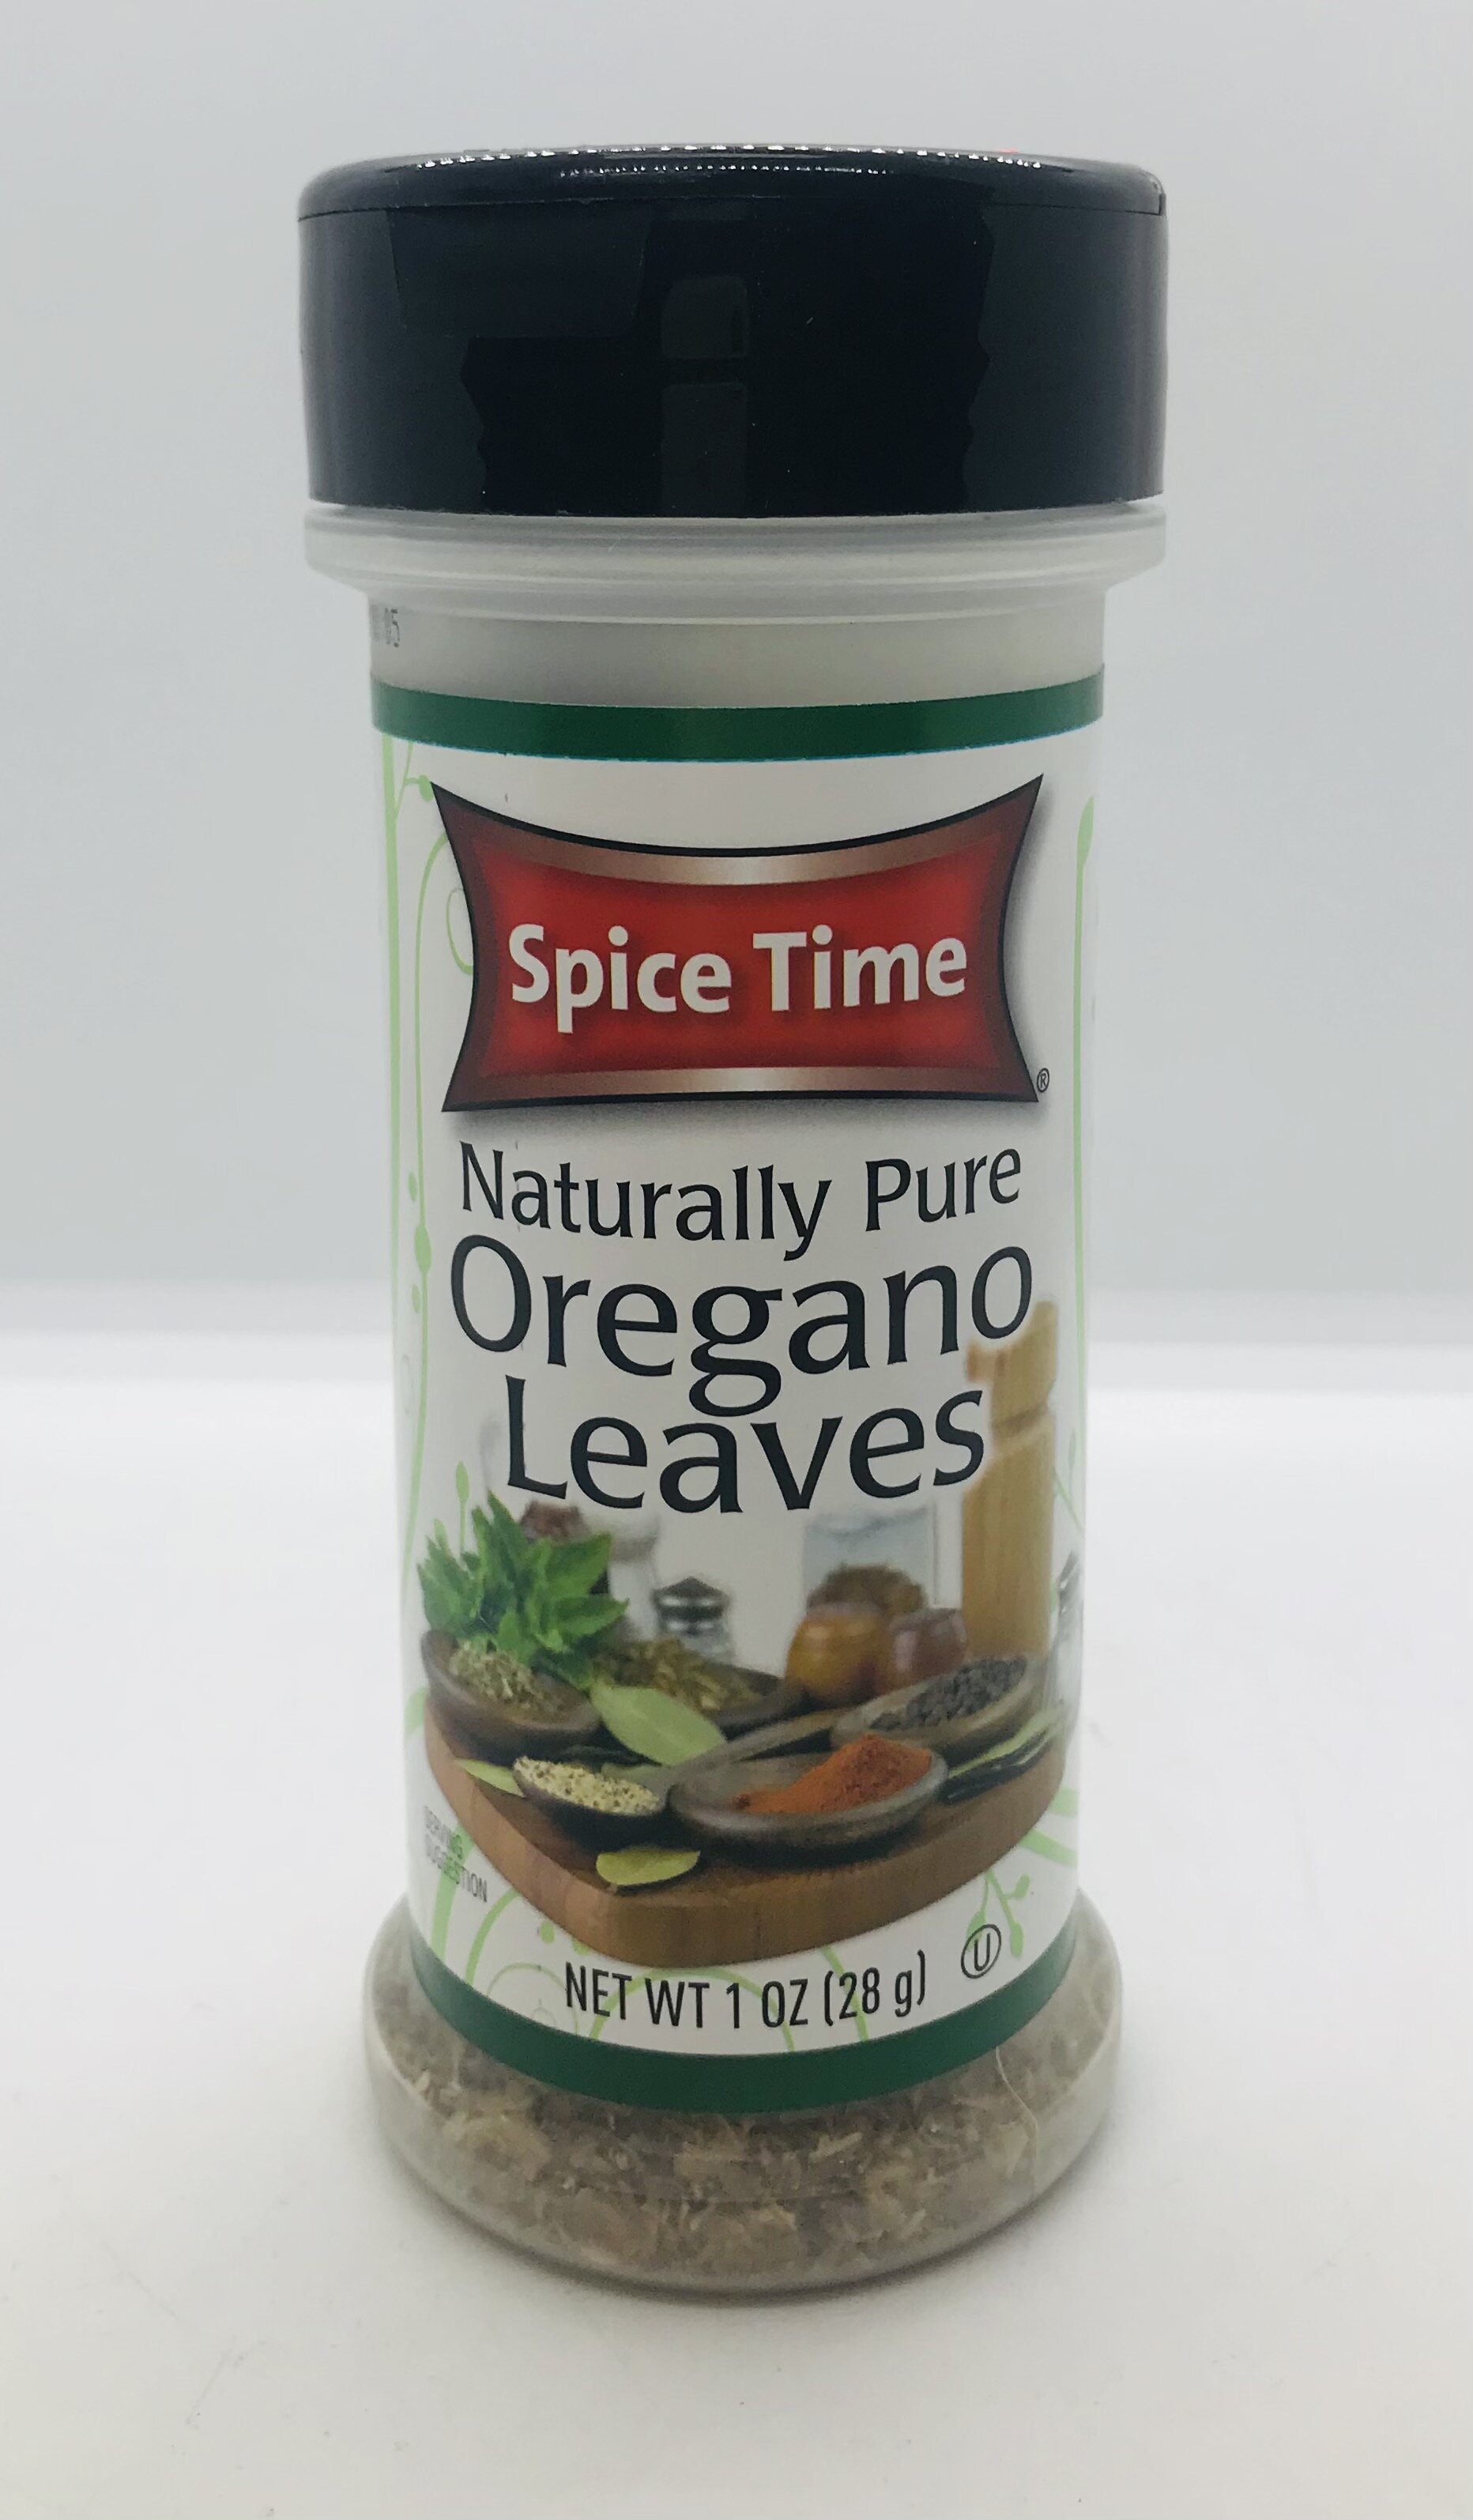 Spice Time
®
Naturally Pure
Oregano
Leaves
SERVING
SUGGESTION
NET WT 1 OZ (28 g)
U